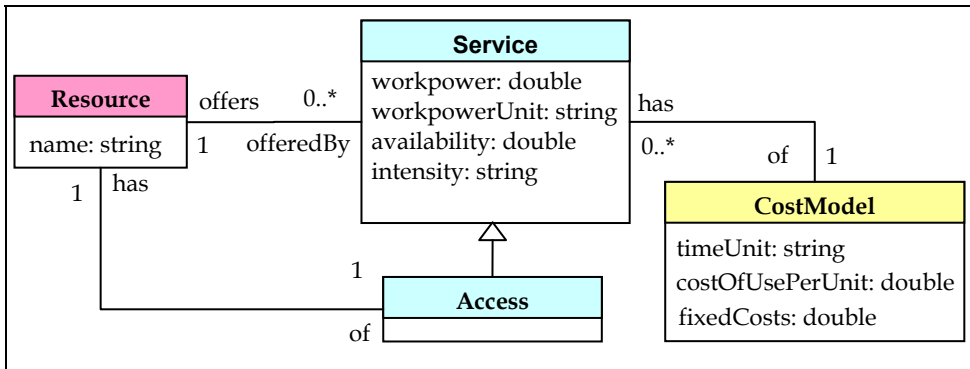 Service
workpower: double
workpowerUnit: string
availability: double
intensity: string
Resource
name: string
offers
0..*
1
offeredBy
has
0..*
of
1
CostModel
timeUnit: string
costOfUsePerUnit: double
fixedCosts: double
1
has
1
of
Access